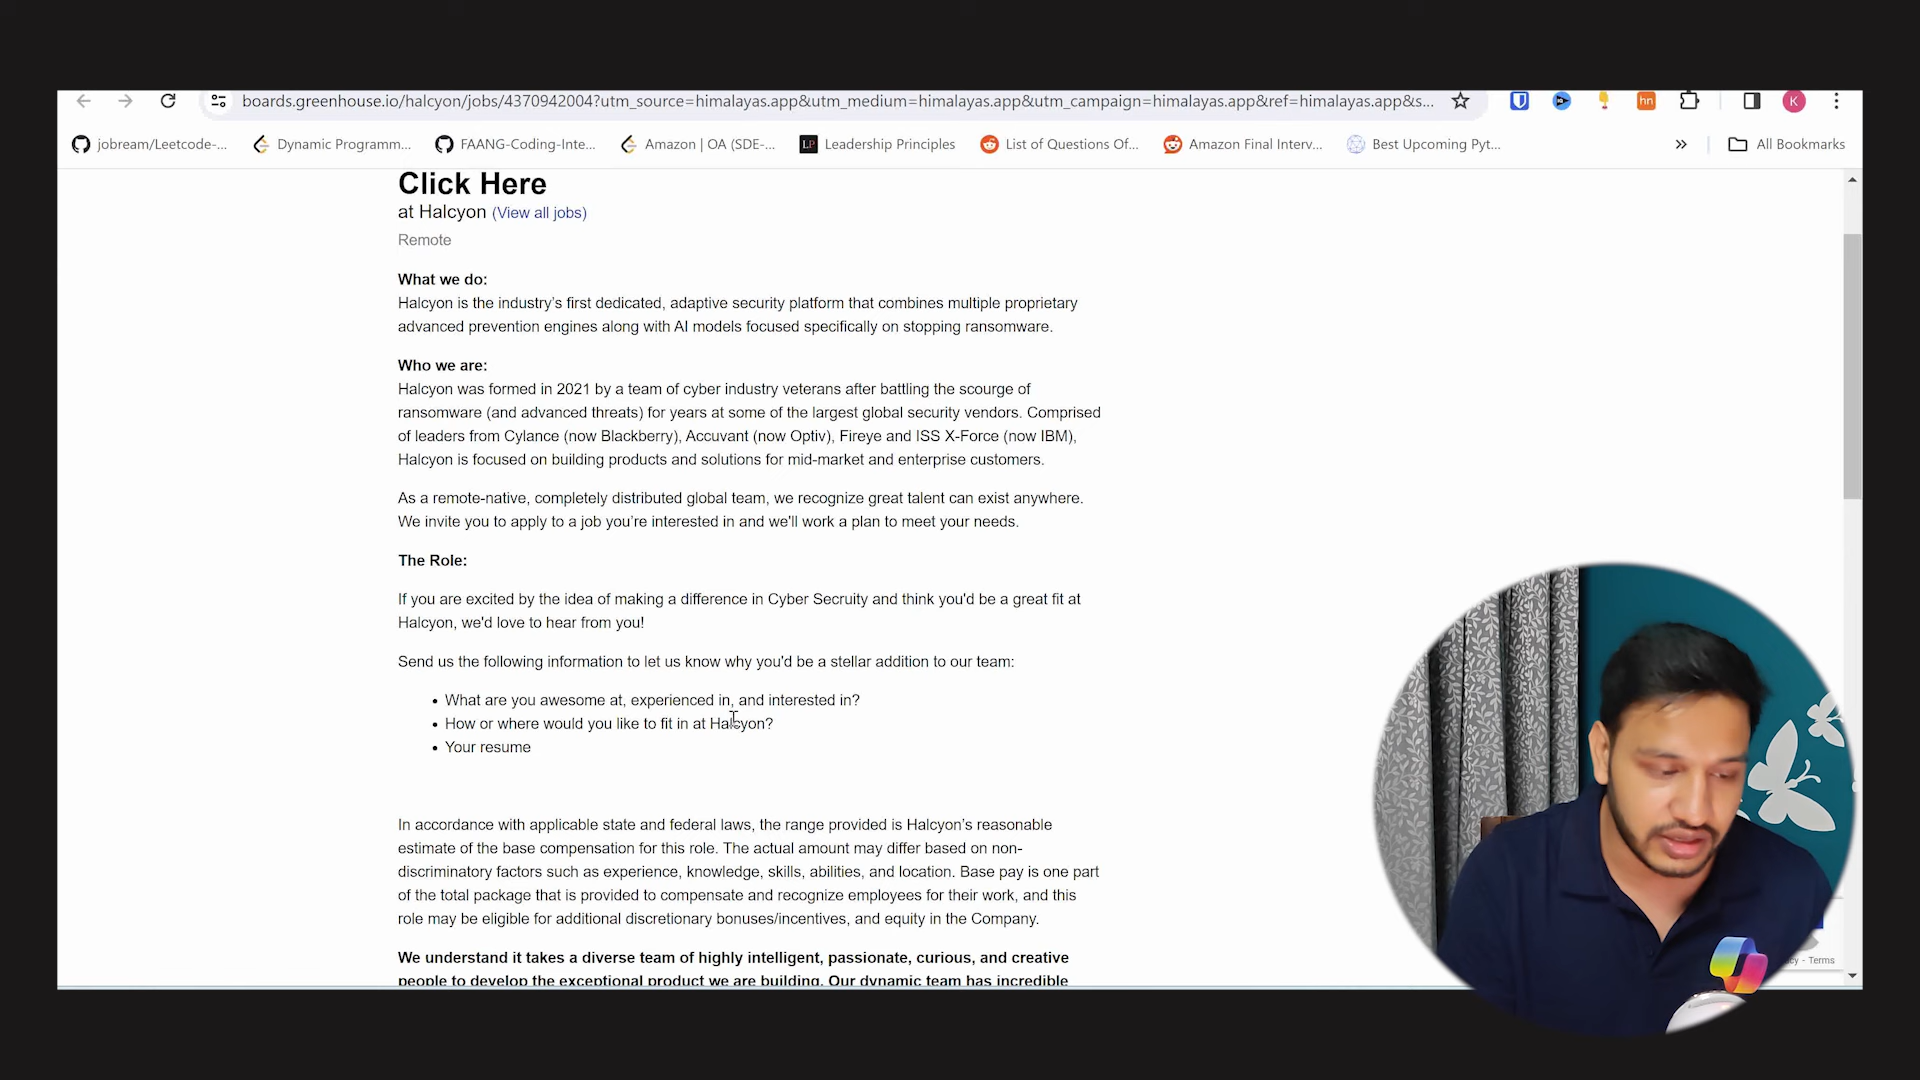 boards.greenhouse.io/halcyon/jobs/4370942004?utm_source=himalayas.app&utm_medium=himalayas.app&utm_campaign=himalayas.app&ref=himalayas.app&s...
hn
K
jobream/Leetcode-...
Dynamic Programm...
FAANG-Coding-Inte...
Amazon | OA (SDE-...
LP Leadership Principles
List of Questions Of...
Amazon Final Interv...
Best Upcoming Pyt...
»
All Bookmarks
Click Here
at Halcyon (View all jobs)
Remote
What we do:
Halcyon is the industry's first dedicated, adaptive security platform that combines multiple proprietary
advanced prevention engines along with AI models focused specifically on stopping ransomware.
Who we are:
Halcyon was formed in 2021 by a team of cyber industry veterans after battling the scourge of
ransomware (and advanced threats) for years at some of the largest global security vendors. Comprised
of leaders from Cylance (now Blackberry), Accuvant (now Optiv), Fireye and ISS X-Force (now IBM),
Halcyon is focused on building products and solutions for mid-market and enterprise customers.
As a remote-native, completely distributed global team, we recognize great talent can exist anywhere.
We invite you to apply to a job you're interested in and we'll work a plan to meet your needs.
The Role:
If you are excited by the idea of making a difference in Cyber Secruity and think you'd be a great fit at
Halcyon, we'd love to hear from you!
Send us the following information to let us know why you'd be a stellar addition to our team:
• What are you awesome at, experienced in, and interested in?
• How or where would you like to fit in at Halcyon?
• Your resume
In accordance with applicable state and federal laws, the range provided is Halcyon's reasonable
estimate of the base compensation for this role. The actual amount may differ based on non-
discriminatory factors such as experience, knowledge, skills, abilities, and location. Base pay is one part
of the total package that is provided to compensate and recognize employees for their work, and this
role may be eligible for additional discretionary bonuses/incentives, and equity in the Company.
We understand it takes a diverse team of highly intelligent, passionate, curious, and creative
people to develop the exceptional product we are building. Our dynamic team has incredible
- Terms